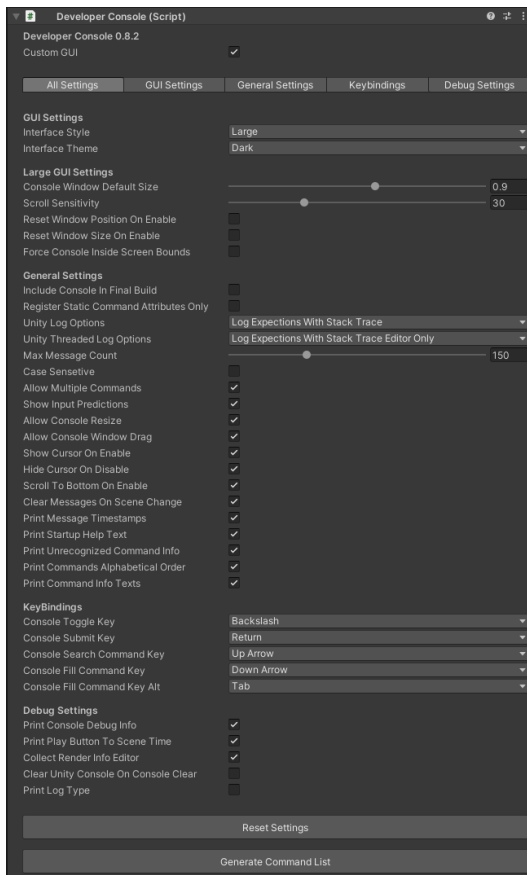 Developer Console (Script)
Developer Console 0.8.2
Custom GUI
All Settings GUI Settings General Settings Keybindings Debug Settings
GUI Settings
Interface Style Large
Interface Theme Dark
Large GUI Settings
Console Window Default Size 0.9
Scroll Sensitivity 30
Reset Window Position On Enable
Reset Window Size On Enable
Force Console Inside Screen Bounds
General Settings
Include Console In Final Build
Register Static Command Attributes Only
Unity Log Options Log Expections With Stack Trace
Unity Threaded Log Options Log Expections With Stack Trace Editor Only
Max Message Count 150
Case Sensetive
Allow Multiple Commands
Show Input Predictions
Allow Console Resize
Allow Console Window Drag
Show Cursor On Enable
Hide Cursor On Disable
Scroll To Bottom On Enable
Clear Messages On Scene Change
Print Message Timestamps
Print Startup Help Text
Print Unrecognized Command Info
Print Commands Alphabetical Order
Print Command Info Texts
KeyBindings
Console Toggle Key Backslash
Console Submit Key Return
Console Search Command Key Up Arrow
Console Fill Command Key Down Arrow
Console Fill Command Key Alt Tab
Debug Settings
Print Console Debug Info
Print Play Button To Scene Time
Collect Render Info Editor
Clear Unity Console On Console Clear
Print Log Type
Reset Settings
Generate Command List